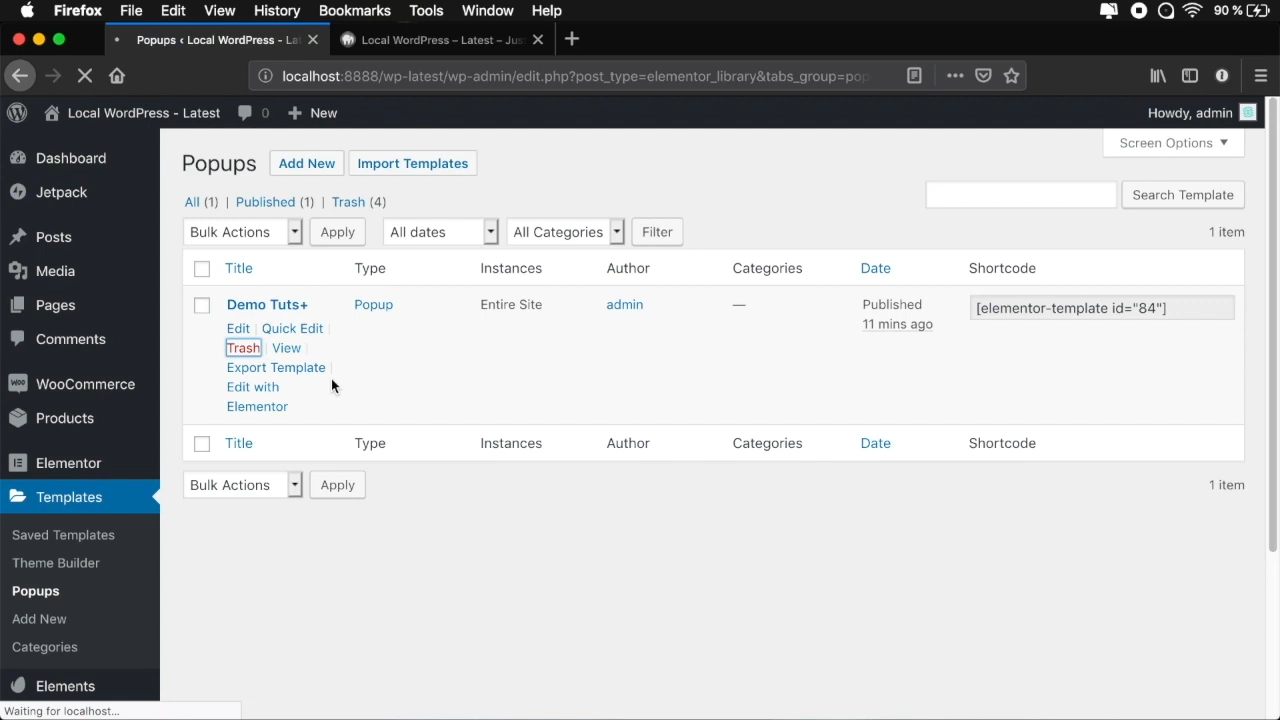 Firefox File Edit View History Bookmarks Tools Window Help 90 %
Popups ‹ Local WordPress - La
Local WordPress – Latest – Jus
localhost:8888/wp-latest/wp-admin/edit.php?post_type=elementor_library&tabs_group=pop
Local WordPress - Latest 0 New Howdy, admin
Screen Options
Dashboard
Jetpack
Posts
Media
Pages
Comments
WooCommerce
Products
Elementor
Templates
Saved Templates
Theme Builder
Popups
Add New
Categories
Elements
Popups Add New Import Templates
All (1) | Published (1) | Trash (4)
Search Template
Bulk Actions Apply All dates All Categories Filter 1 item
Title Type Instances Author Categories Date Shortcode
Demo Tuts+ Popup Entire Site admin — Published [elementor-template id="84"]
11 mins ago
Edit | Quick Edit |
Trash | View |
Export Template |
Edit with
Elementor
Title Type Instances Author Categories Date Shortcode
Bulk Actions Apply 1 item
Waiting for localhost...